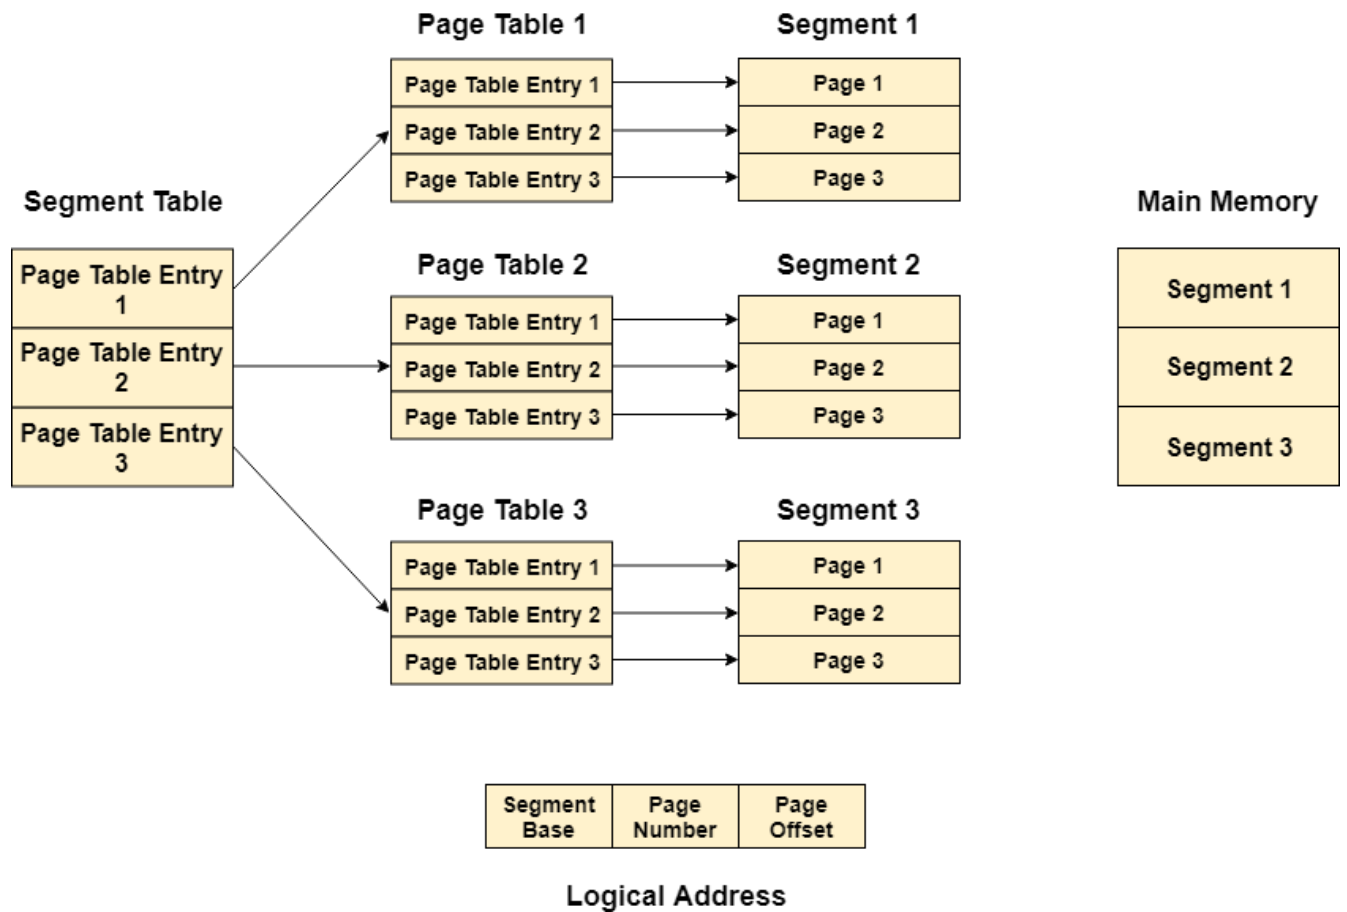 Page Table 1
Segment 1
Page Table Entry 1
Page 1
Page Table Entry 2
Page 2
Page Table Entry 3
Page 3
Segment Table
Page Table Entry
1
Page Table Entry
2
Page Table Entry
3
Page Table 2
Segment 2
Page Table Entry 1
Page 1
Page Table Entry 2
Page 2
Page Table Entry 3
Page 3
Main Memory
Segment 1
Segment 2
Segment 3
Page Table 3
Segment 3
Page Table Entry 1
Page 1
Page Table Entry 2
Page 2
Page Table Entry 3
Page 3
Segment
Base
Page
Number
Page
Offset
Logical Address